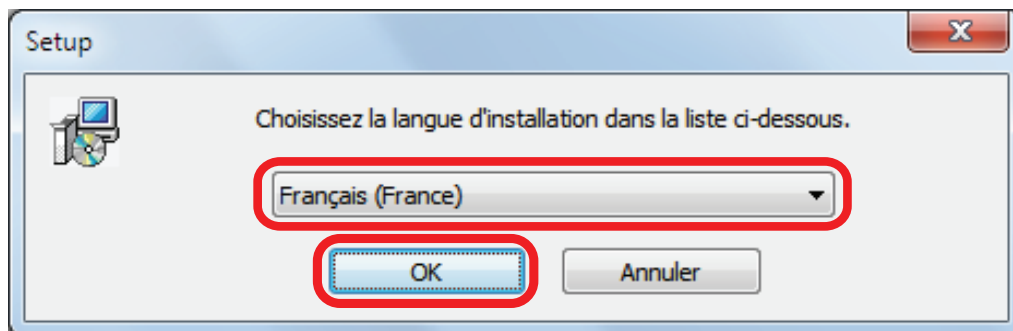 Setup
Choisissez la langue d'installation dans la liste ci-dessous.
Français (France)
OK Annuler